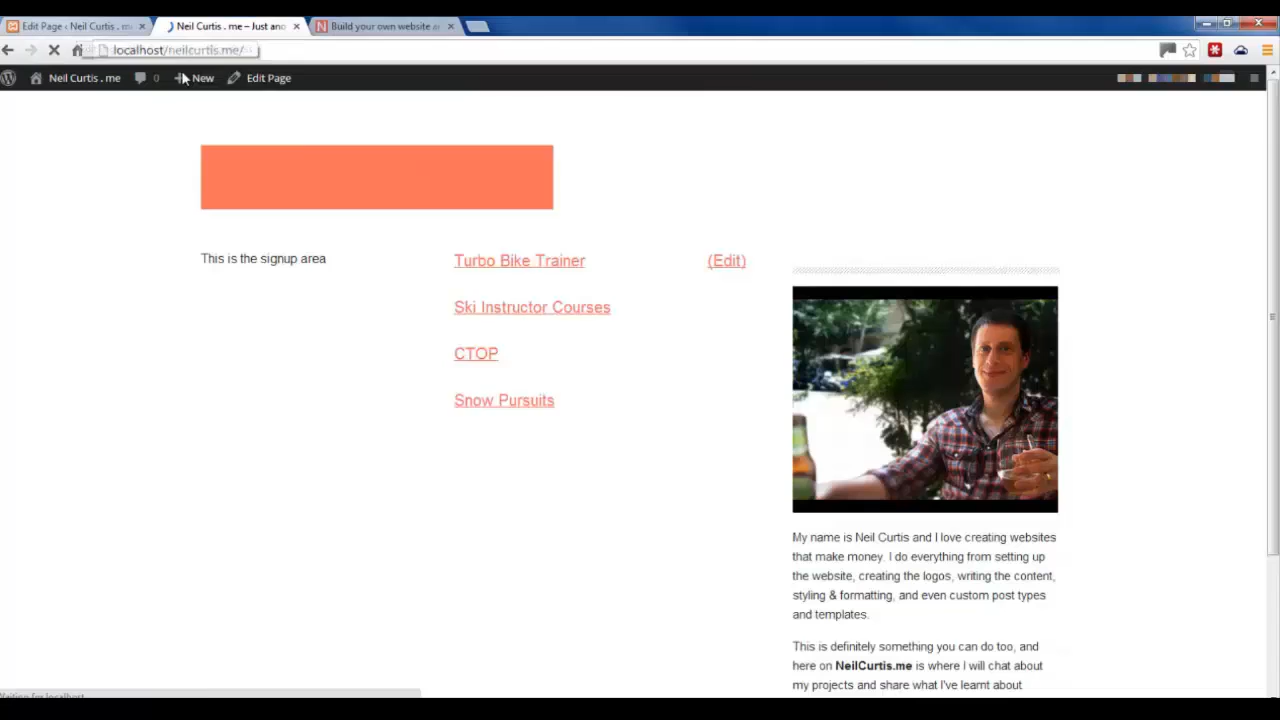 Edit Page ‹ Neil Curtis . m
Neil Curtis . me – Just ano
Build your own website a
localhost/neilcurtis.me/
Neil Curtis . me
0
New
Edit Page
This is the signup area
Turbo Bike Trainer
(Edit)
Ski Instructor Courses
CTOP
Snow Pursuits
My name is Neil Curtis and I love creating websites
that make money. I do everything from setting up
the website, creating the logos, writing the content,
styling & formatting, and even custom post types
and templates.
This is definitely something you can do too, and
here on NeilCurtis.me is where I will chat about
my projects and share what I've learnt about
Waiting for localhost